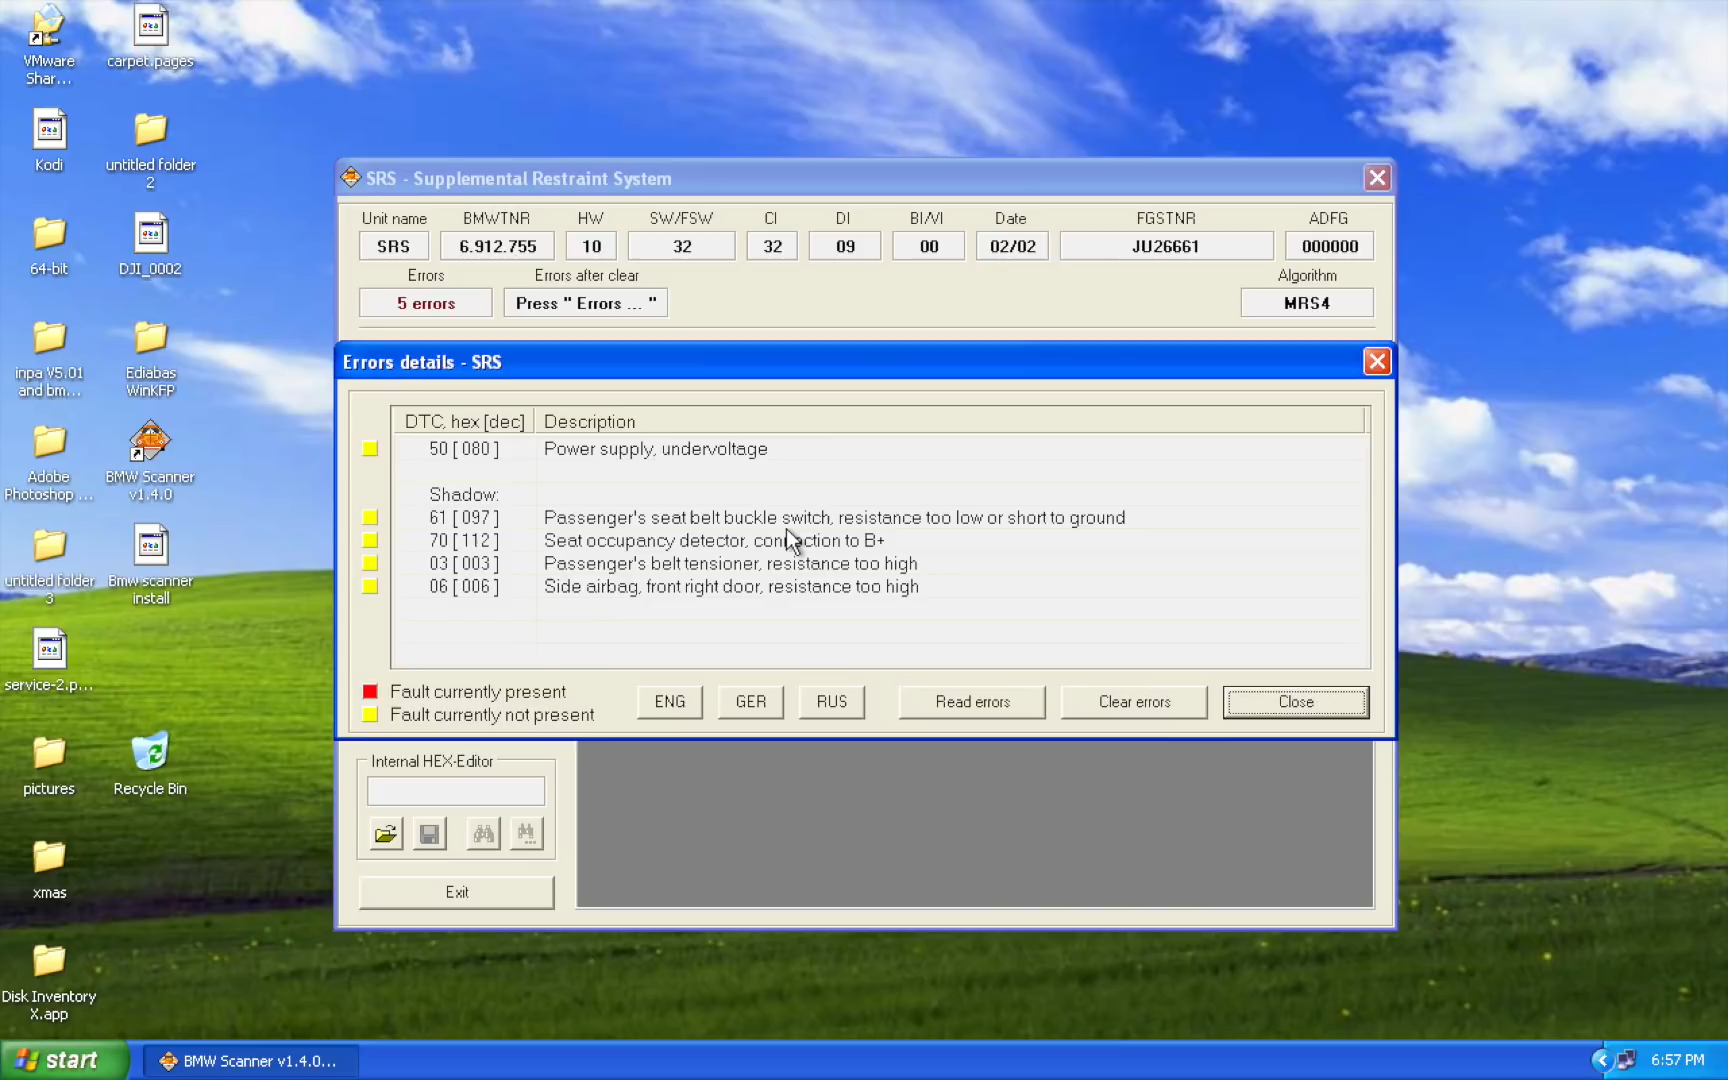 VMware
Shar...
carpet.pages
Kodi
untitled folder
2
64-bit
DJI_0002
inpa V5.01
and bm...
Ediabas
WinKFP
Adobe
Photoshop ...
BMW Scanner
v1.4.0
untitled folder
3
Bmw scanner
install
service-2.p...
pictures
Recycle Bin
xmas
Disk Inventory
X.app
SRS - Supplemental Restraint System
Unit name BMWTNR HW SW/FSW CI DI BI/VI Date FGSTNR ADFG
SRS 6.912.755 10 32 32 09 00 02/02 JU26661 000000
Errors Errors after clear Algorithm
5 errors Press " Errors ... " MRS4
Errors details - SRS
DTC, hex [dec] Description
50 [ 080 ] Power supply, undervoltage
Shadow:
61 [ 097 ] Passenger's seat belt buckle switch, resistance too low or short to ground
70 [ 112 ] Seat occupancy detector, connection to B+
03 [ 003 ] Passenger's belt tensioner, resistance too high
06 [ 006 ] Side airbag, front right door, resistance too high
Fault currently present
Fault currently not present
ENG GER RUS Read errors Clear errors Close
Internal HEX-Editor
Exit
start
BMW Scanner v1.4.0...
6:57 PM